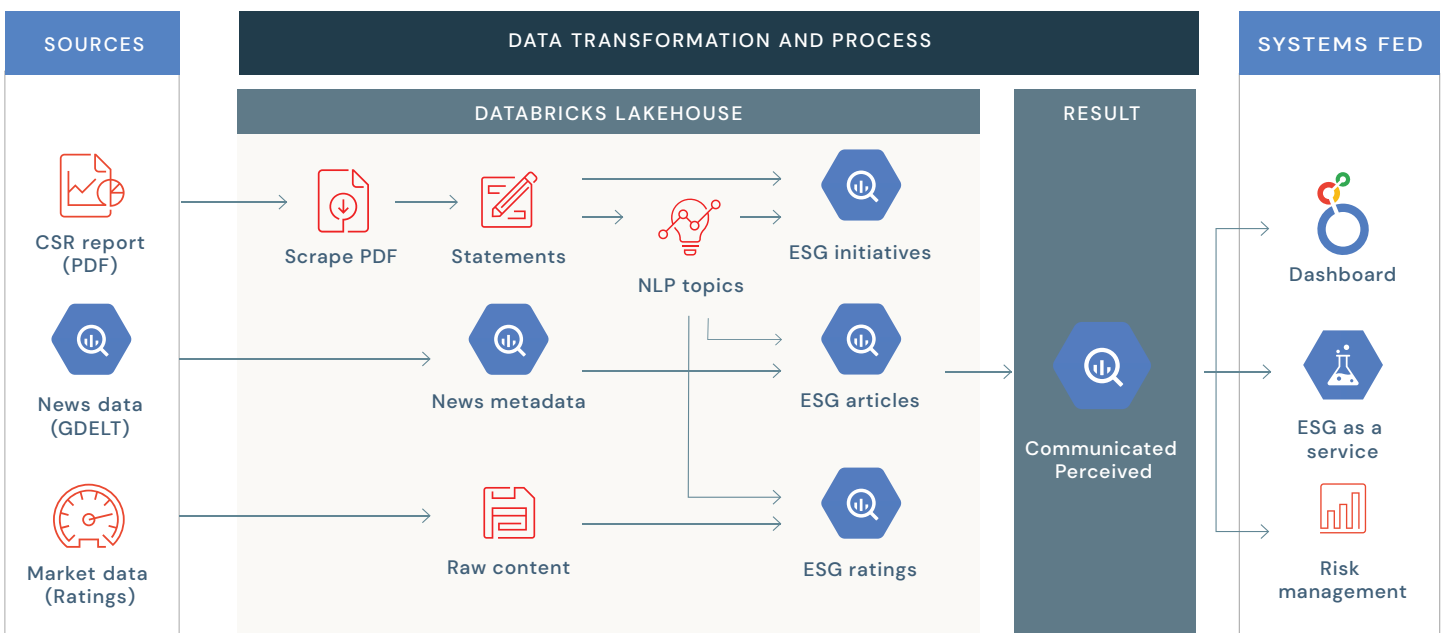 SOURCES
DATA TRANSFORMATION AND PROCESS
SYSTEMS FED
DATABRICKS LAKEHOUSE
RESULT
CSR report
(PDF)
Scrape PDF
Statements
NLP topics
ESG initiatives
News data
(GDELT)
News metadata
ESG articles
Market data
(Ratings)
Raw content
ESG ratings
Communicated
Perceived
Dashboard
ESG as a
service
Risk
management